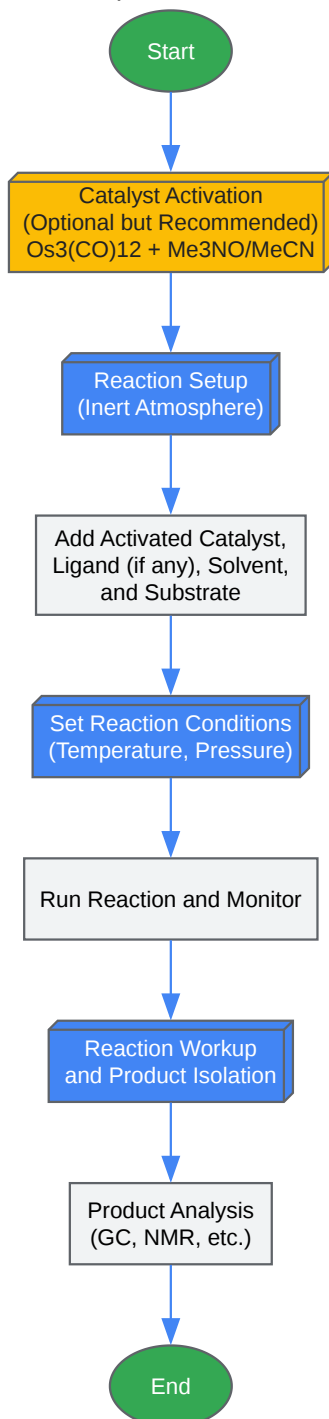 Start
Catalyst Activation
(Optional but Recommended)
Os3(CO)12 + Me3NO/MeCN
Reaction Setup
(Inert Atmosphere)
Add Activated Catalyst,
Ligand (if any), Solvent,
and Substrate
Set Reaction Conditions
(Temperature, Pressure)
Run Reaction and Monitor
Reaction Workup
and Product Isolation
Product Analysis
(GC, NMR, etc.)
End